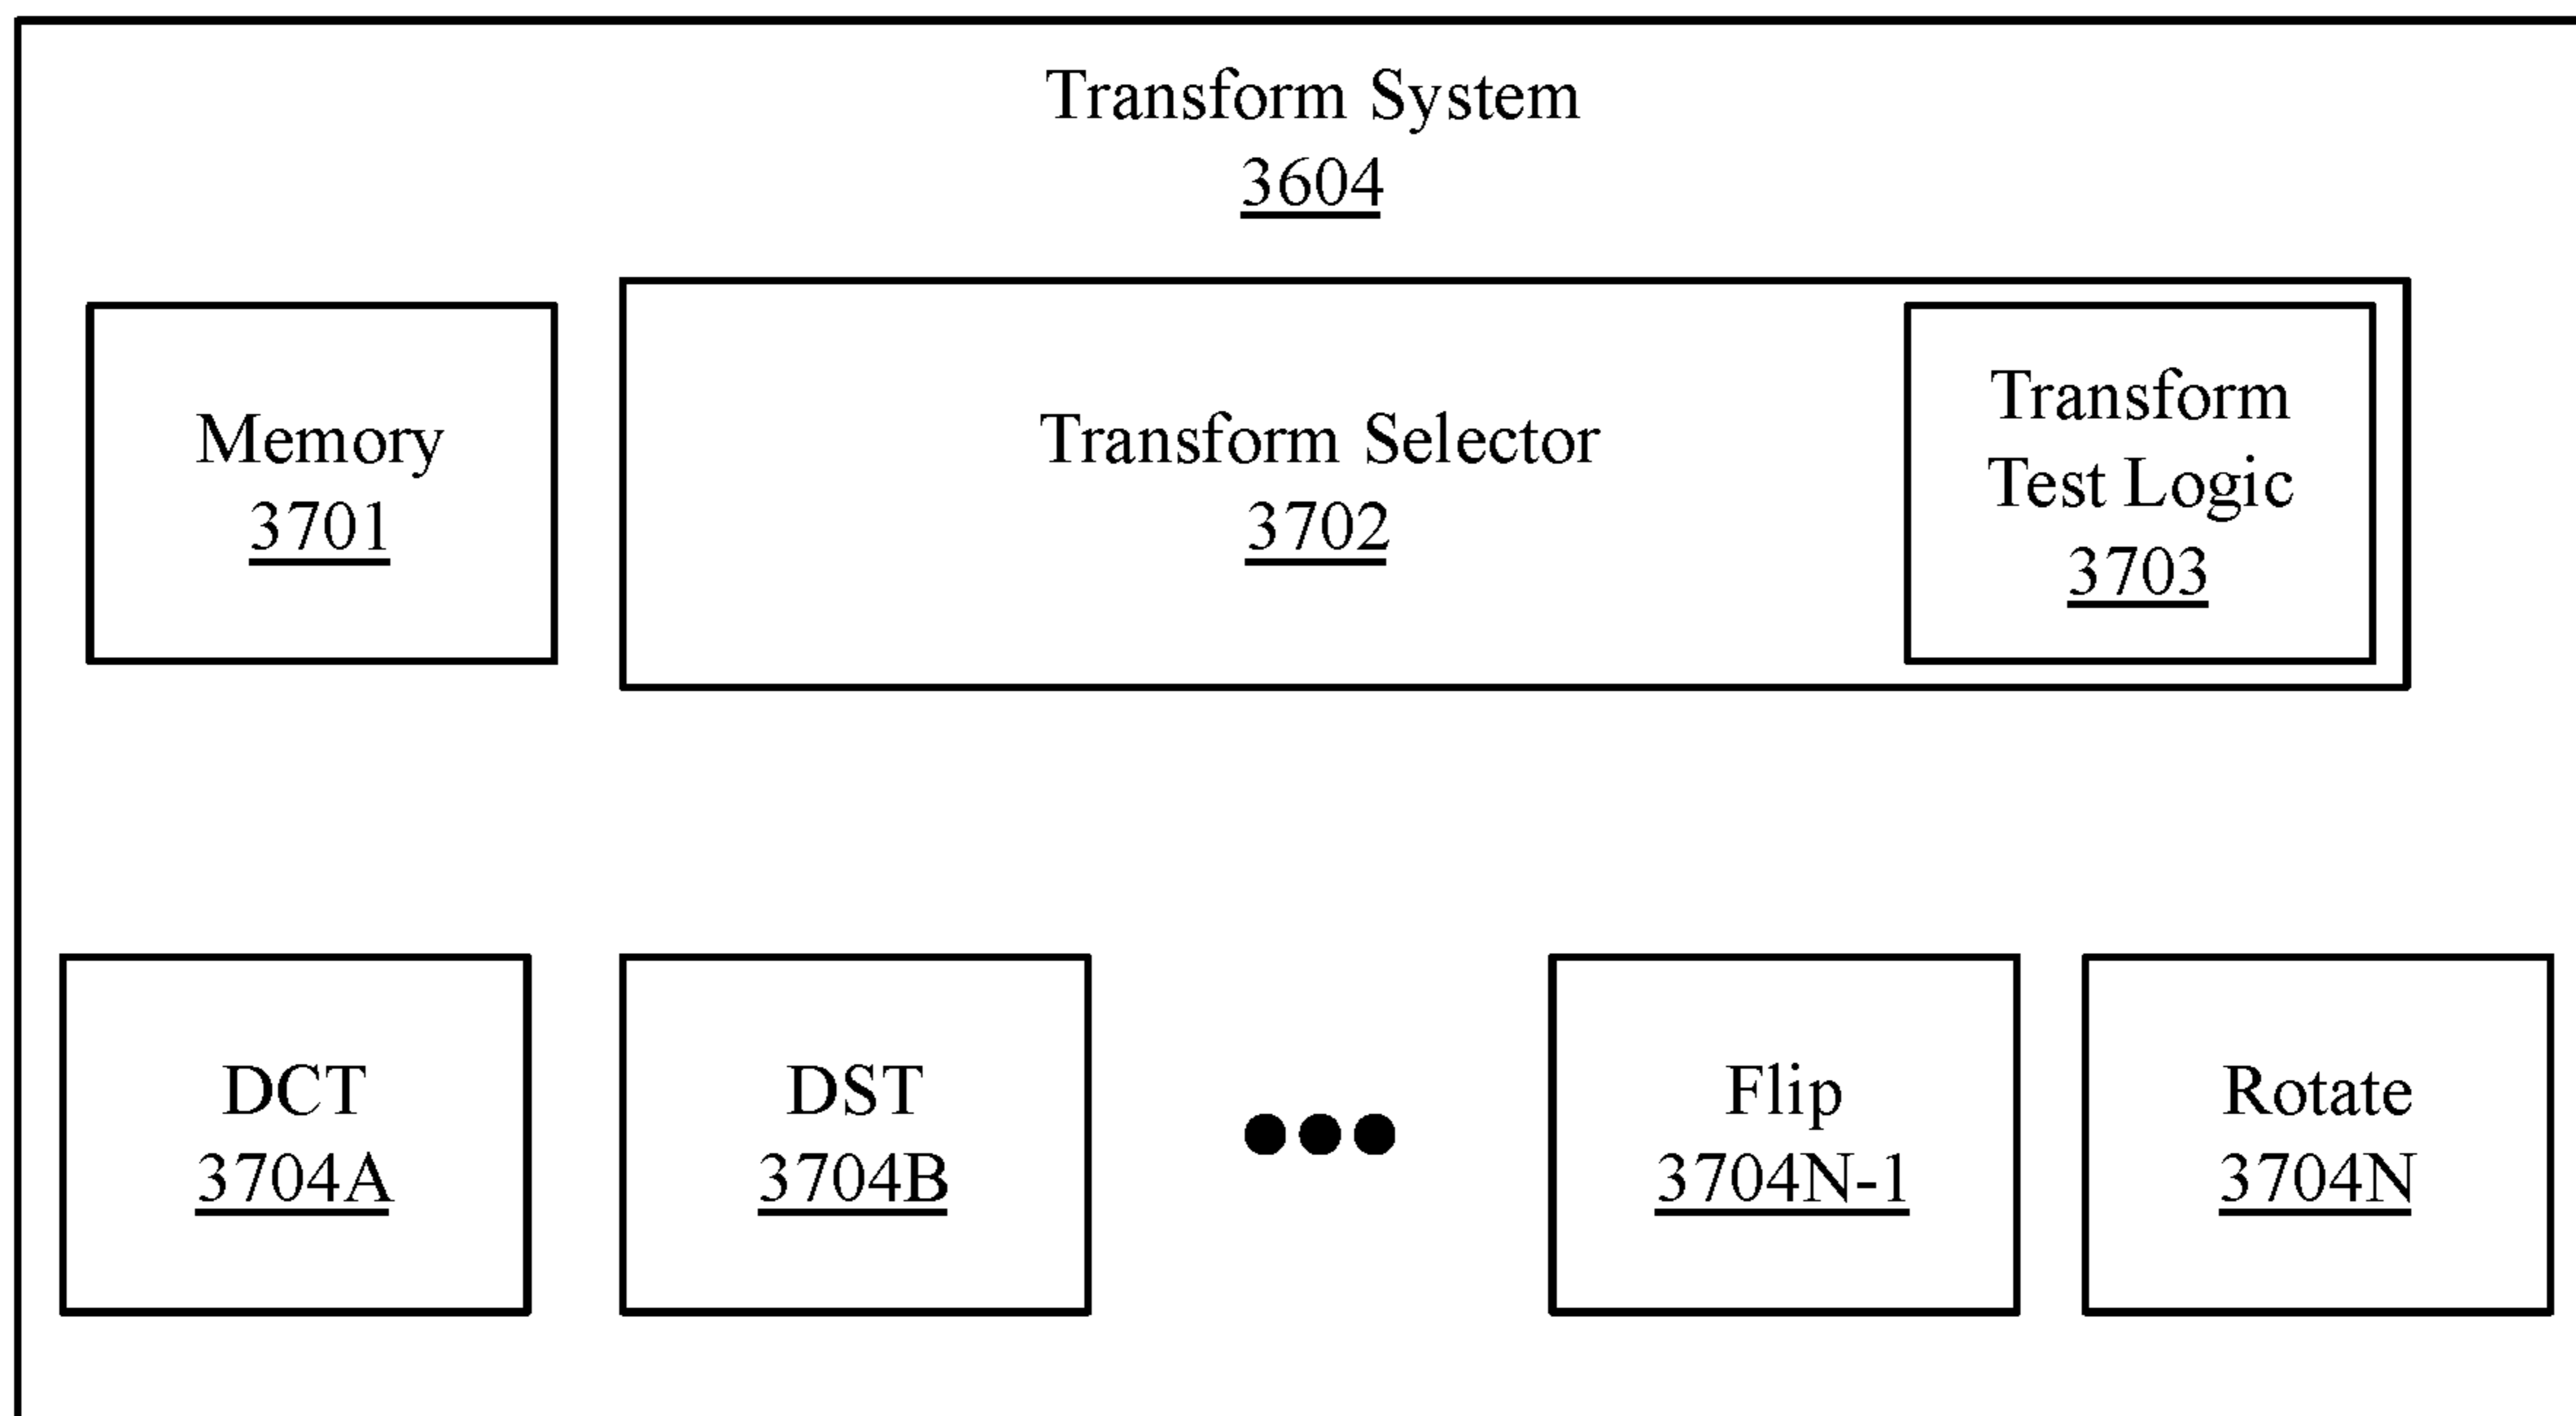 Transform System
3604
Memory
3701
Transform Selector
3702
Transform
Test Logic
3703
DCT
3704A
DST
3704B
Flip
3704N-1
Rotate
3704N